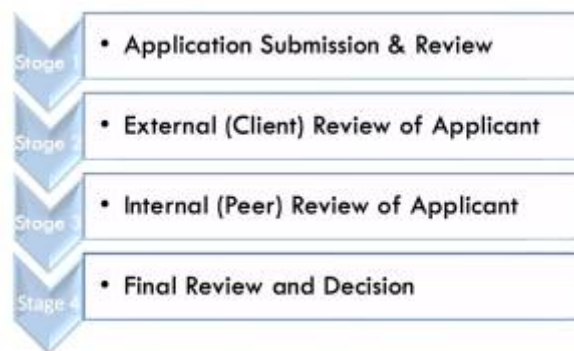 Stage 1
• Application Submission & Review
Stage 2
• External (Client) Review of Applicant
Stage 3
• Internal (Peer) Review of Applicant
Stage 4
• Final Review and Decision